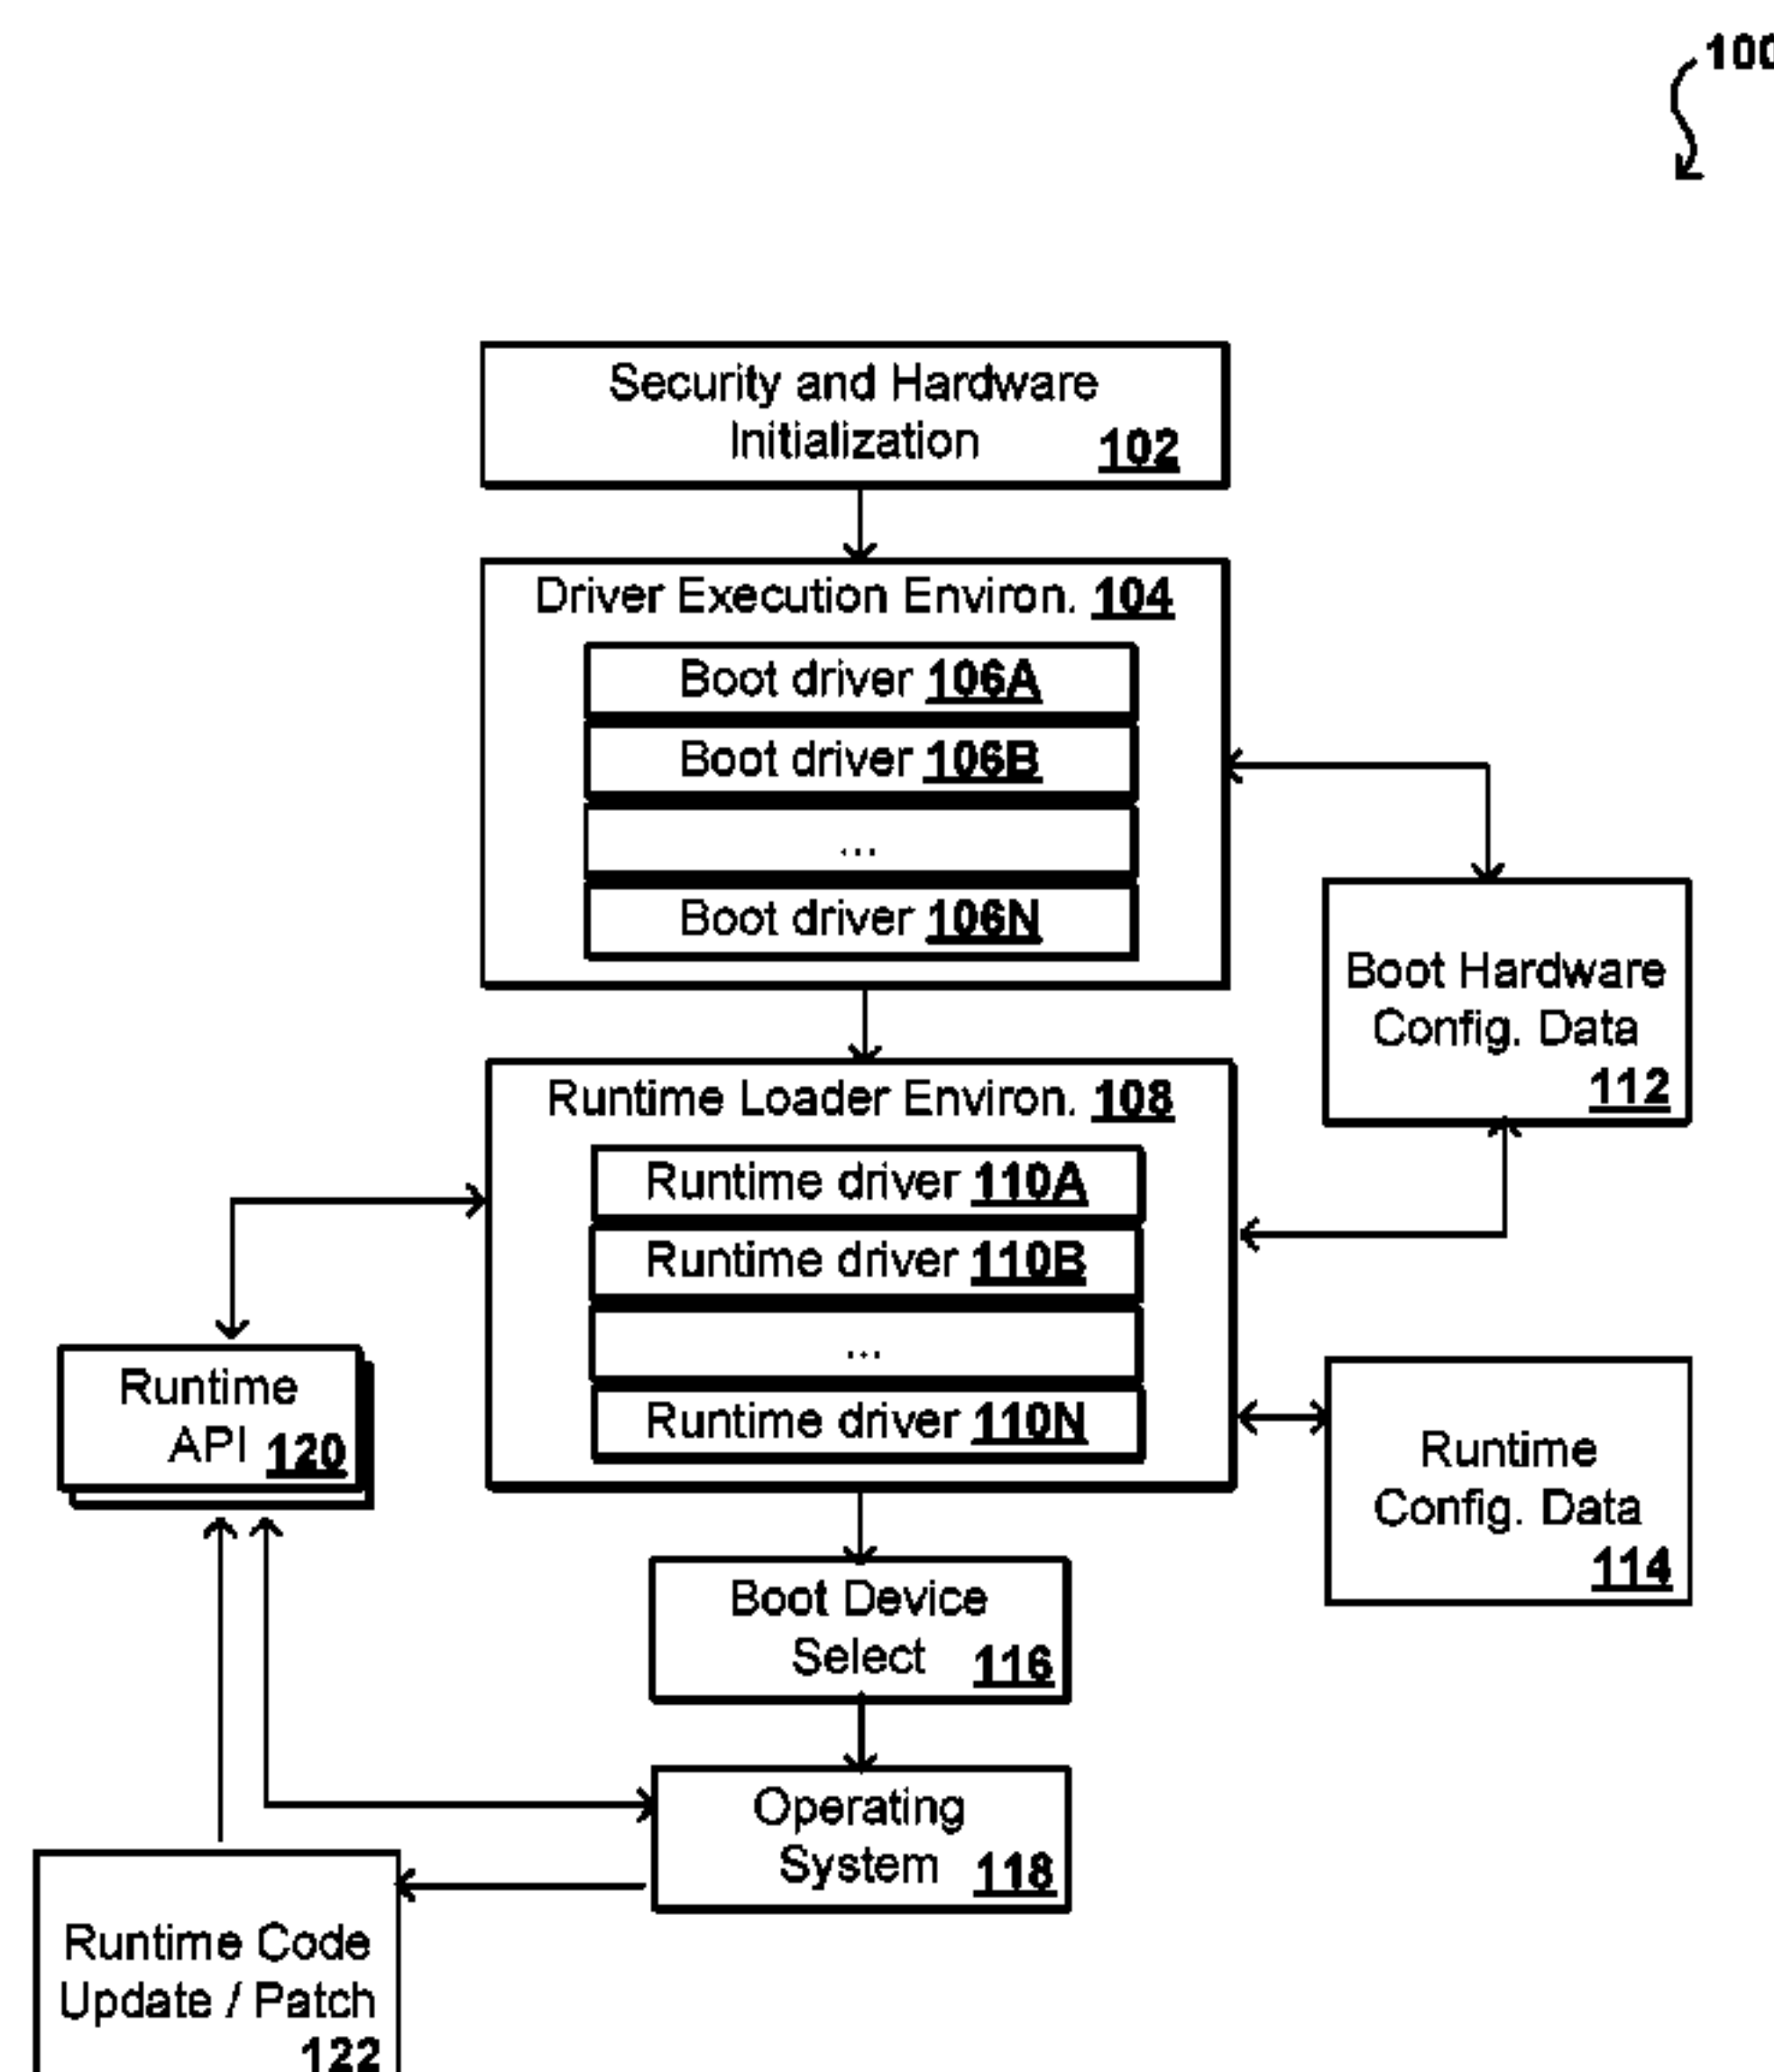 100
Security and Hardware
Initialization 102
Driver Execution Environ. 104
Boot driver 106A
Boot driver 106B
...
Boot driver 106N
Boot Hardware
Config. Data
112
Runtime Loader Environ. 108
Runtime driver 110A
Runtime driver 110B
...
Runtime driver 110N
Runtime
API 120
Runtime
Config. Data
114
Boot Device
Select 116
Operating
System 118
Runtime Code
Update / Patch
122